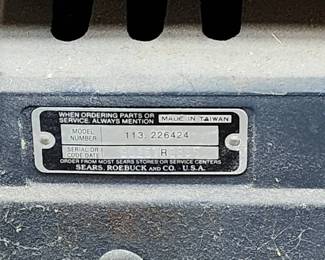 WHEN ORDERING PARTS OR
SERVICE, ALWAYS MENTION
MADE IN TAIWAN
MODEL
NUMBER
113.226424
SERIAL OR
CODE DATE
R
ORDER FROM MOST SEARS STORES OR SERVICE CENTERS
SEARS, ROEBUCK AND CO. - U.S.A.